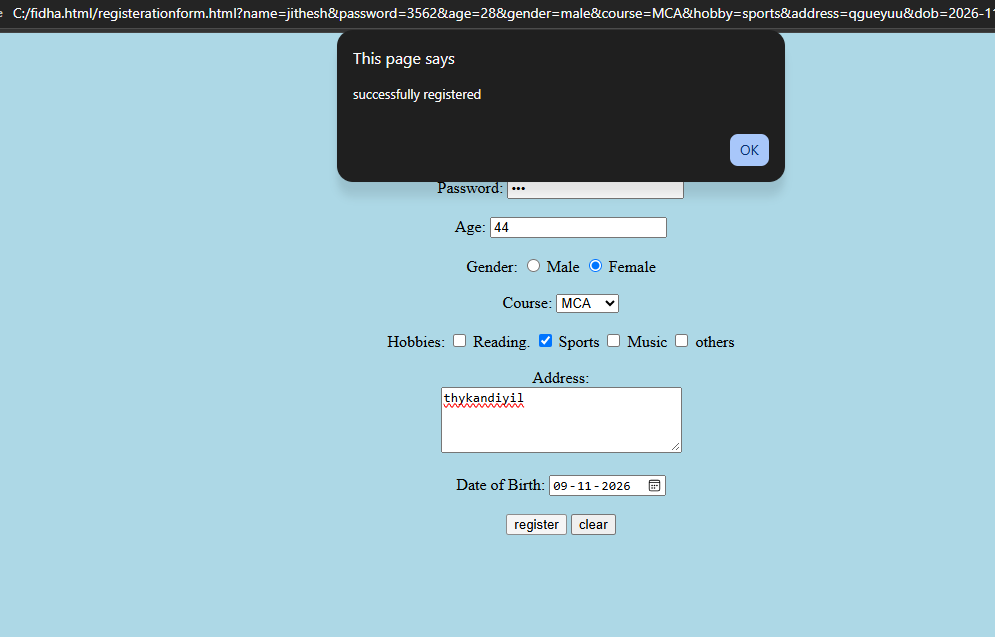 C:/fidha.html/registerationform.html?name=jithesh&password=3562&age=28&gender=male&course=MCA&hobby=sports&address=qgueyuu&dob=2026-11
This page says
successfully registered
OK
Password: •••
Age: 44
Gender: Male Female
Course: MCA
Hobbies: Reading. Sports Music others
Address:
thykandiyil
Date of Birth: 09-11-2026
register clear